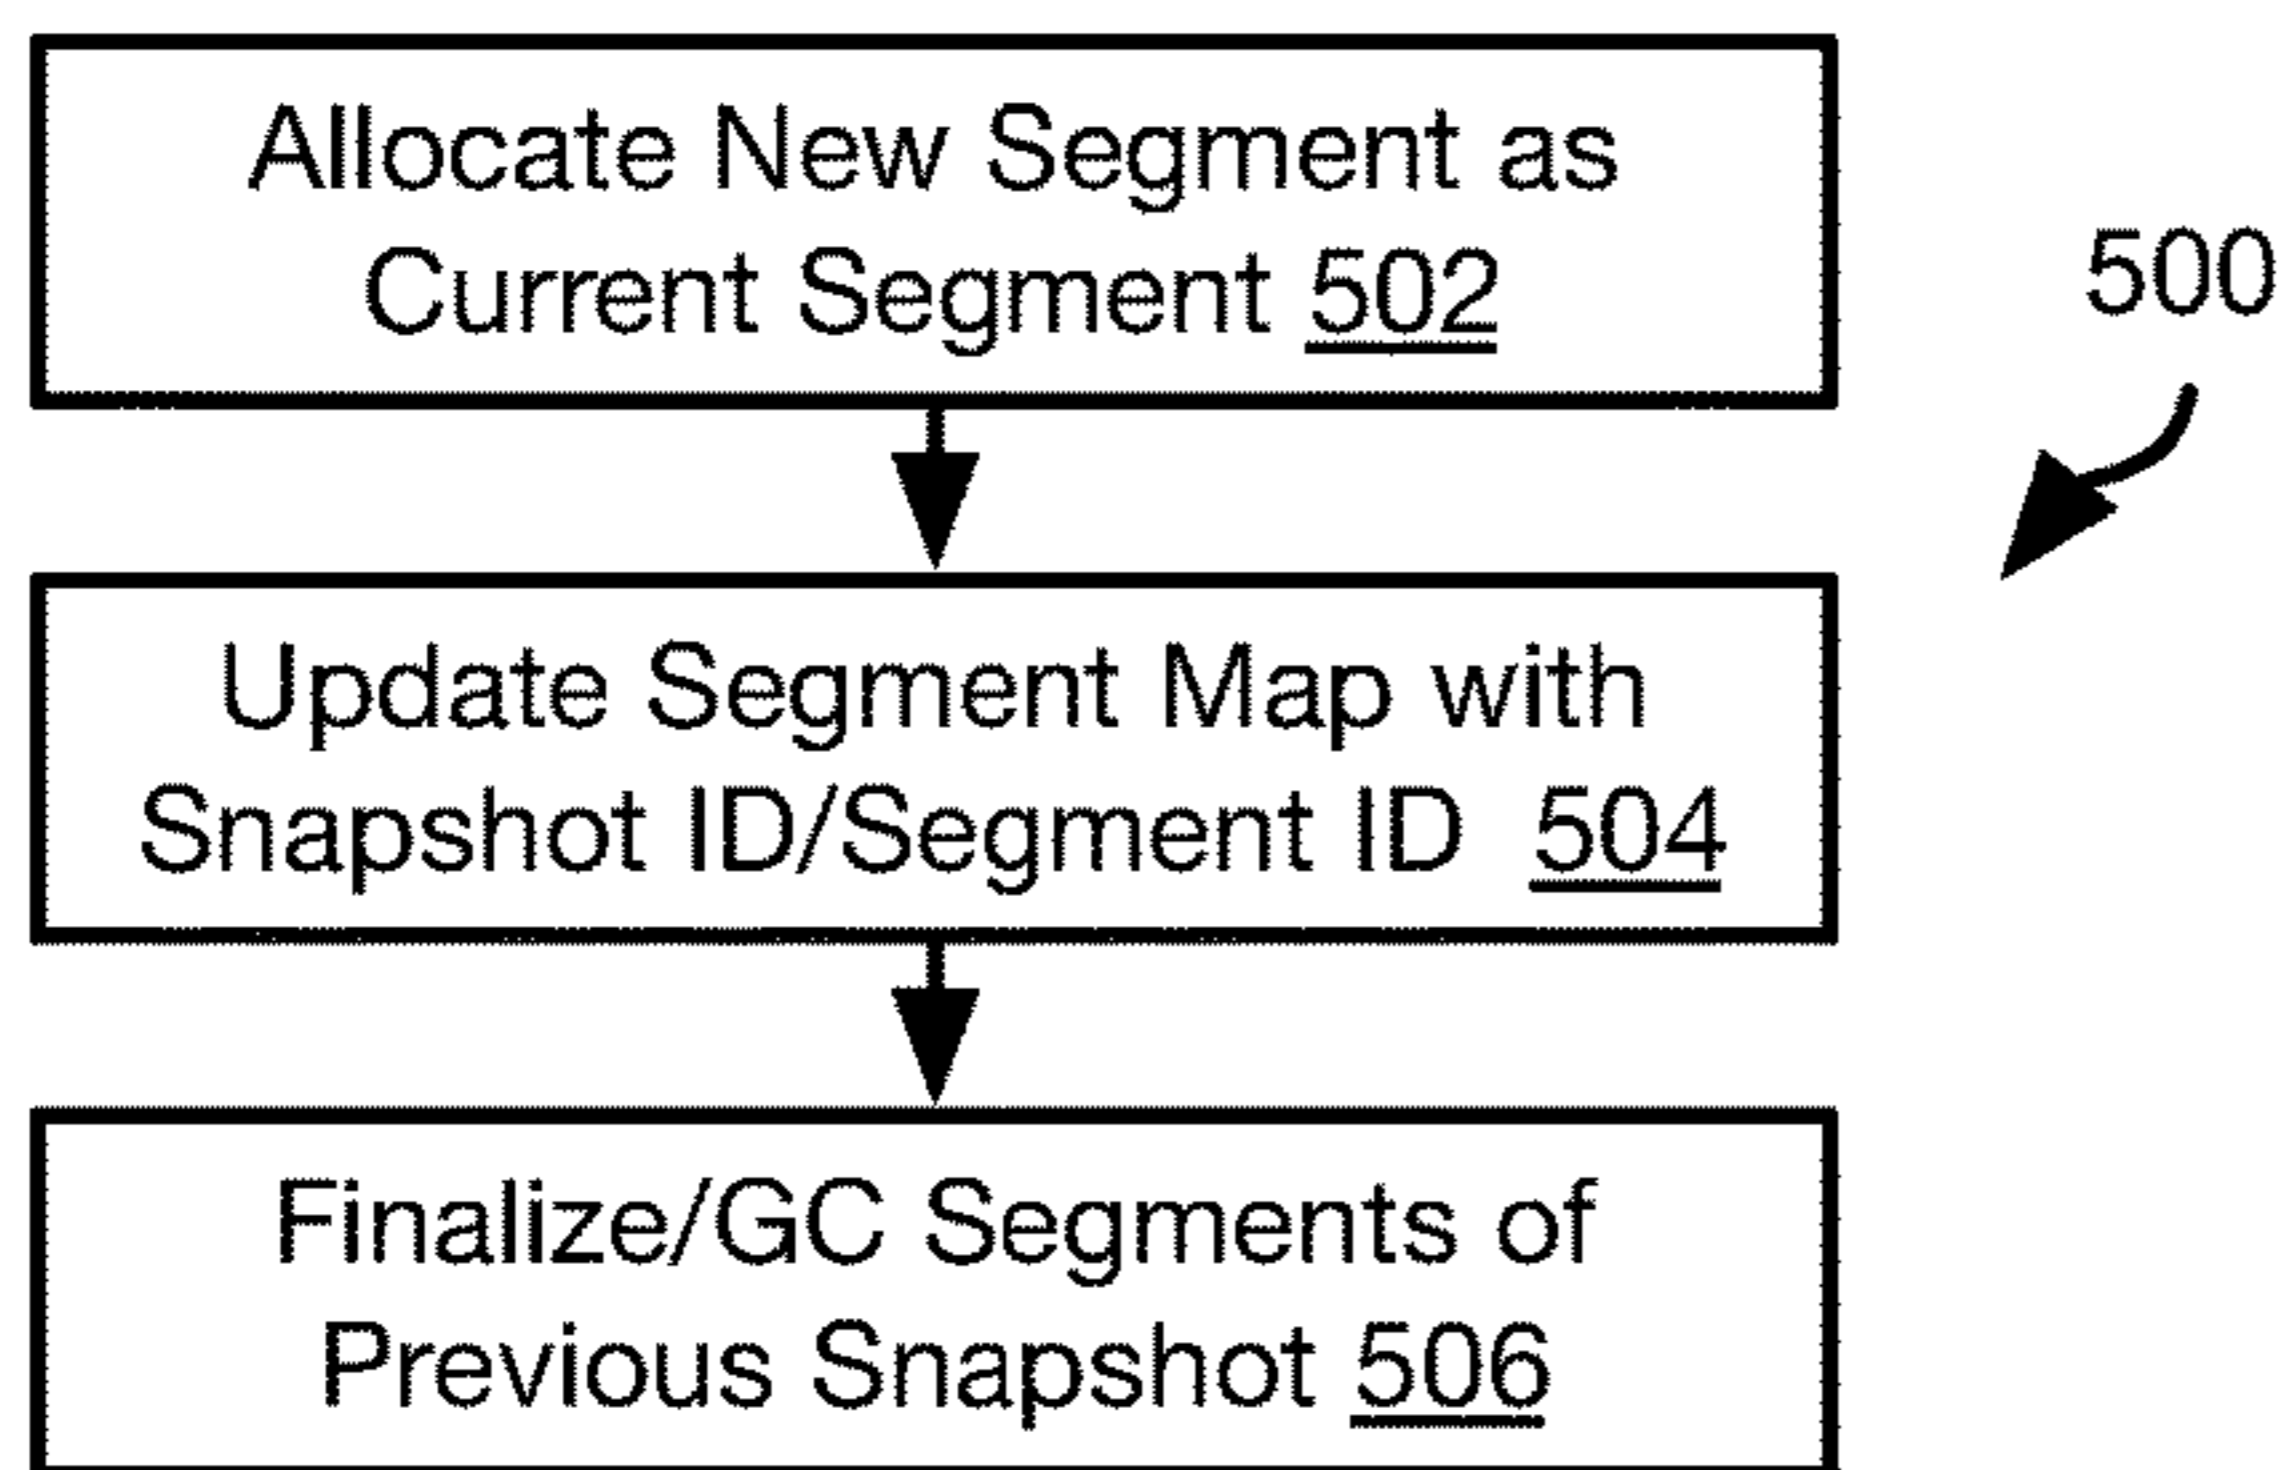 Allocate New Segment as
Current Segment 502
500
Update Segment Map with
Snapshot ID/Segment ID 504
Finalize/GC Segments of
Previous Snapshot 506